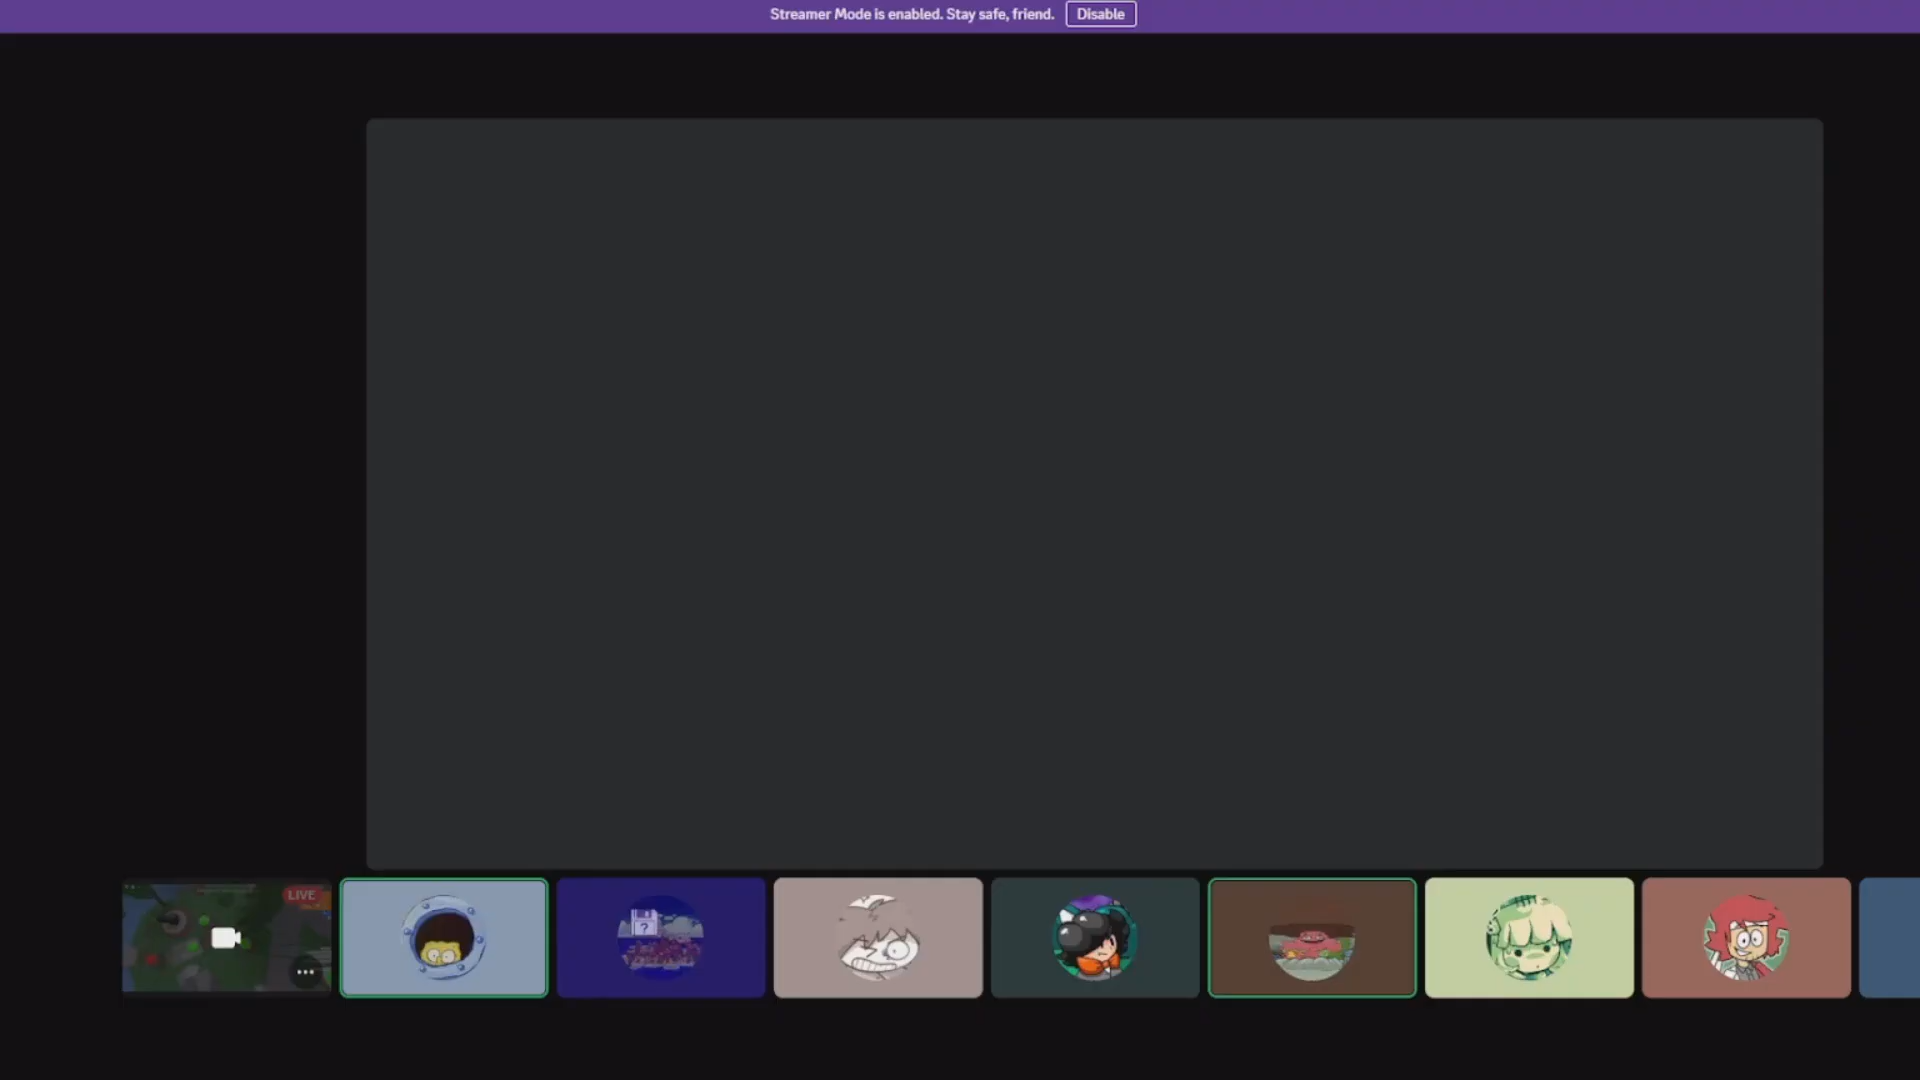 Streamer Mode is enabled. Stay safe, friend.
Disable
LIVE
?